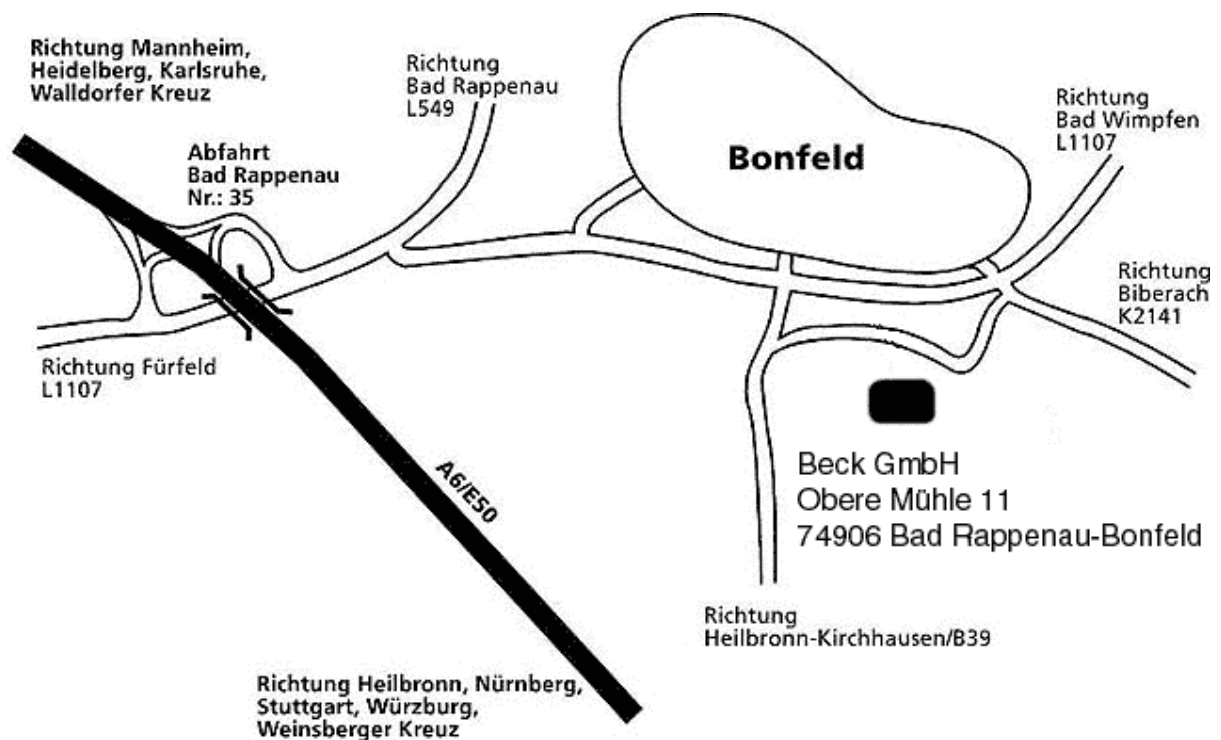 Richtung Mannheim,
Heidelberg, Karlsruhe,
Walldorfer Kreuz
Richtung
Bad Rappenau
L549
Abfahrt
Bad Rappenau
Nr.: 35
Bonfeld
Richtung
Bad Wimpfen
L1107
Richtung
Biberach
K2141
Richtung Fürfeld
L1107
A6/E50
Beck GmbH
Obere Mühle 11
74906 Bad Rappenau-Bonfeld
Richtung
Heilbronn-Kirchhausen/B39
Richtung Heilbronn, Nürnberg,
Stuttgart, Würzburg,
Weinsberger Kreuz